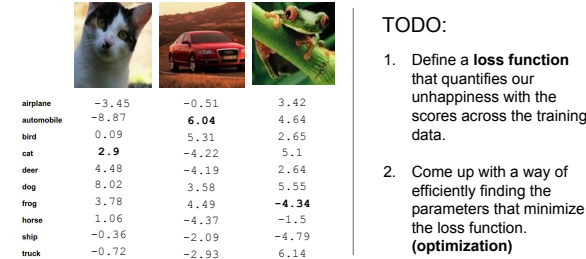 airplane -3.45 -0.51 3.42
automobile -8.87 6.04 4.64
bird 0.09 5.31 2.65
cat 2.9 -4.22 5.1
deer 4.48 -4.19 2.64
dog 8.02 3.58 5.55
frog 3.78 4.49 -4.34
horse 1.06 -4.37 -1.5
ship -0.36 -2.09 -4.79
truck -0.72 -2.93 6.14
TODO:
1. Define a loss function
that quantifies our
unhappiness with the
scores across the training
data.
2. Come up with a way of
efficiently finding the
parameters that minimize
the loss function.
(optimization)